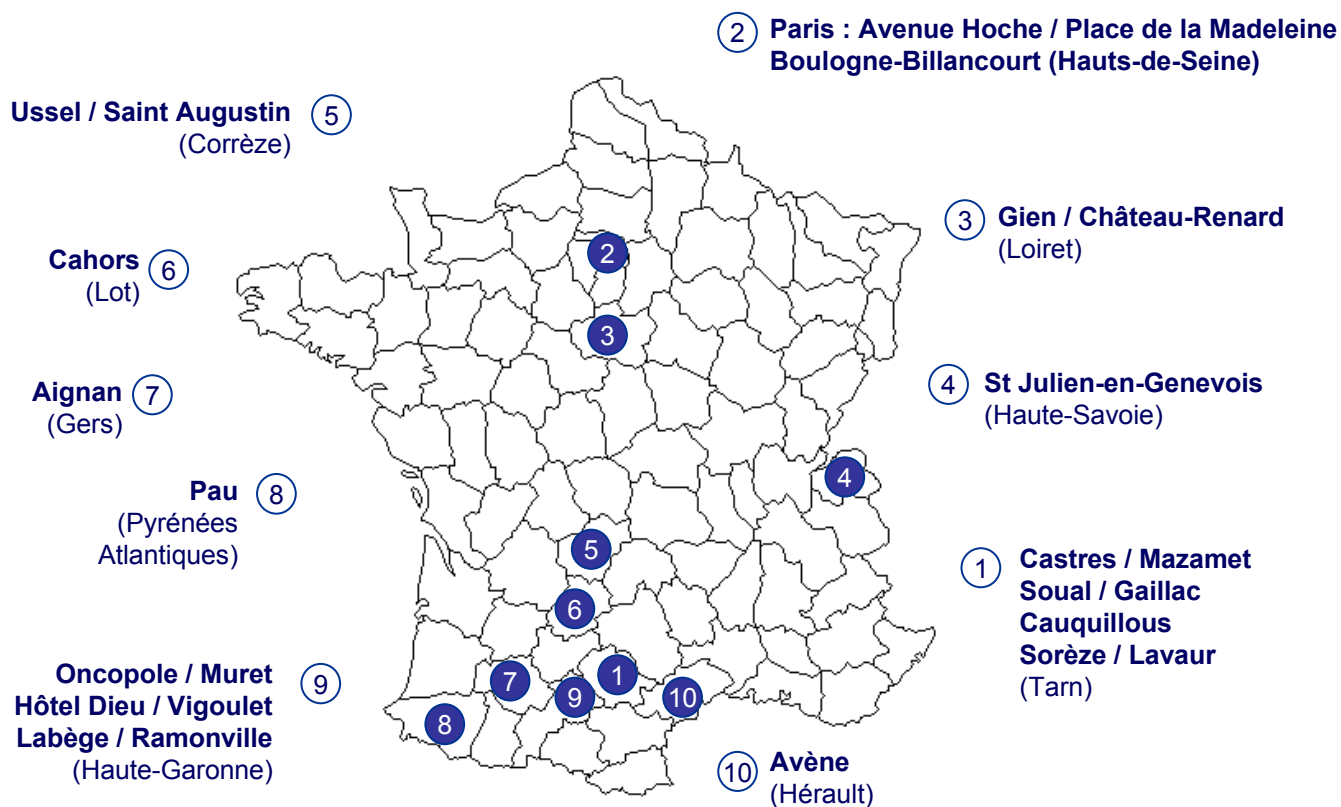 2 Paris : Avenue Hoche / Place de la Madeleine
Boulogne-Billancourt (Hauts-de-Seine)
Ussel / Saint Augustin 5
(Corrèze)
3 Gien / Château-Renard
(Loiret)
Cahors 6
(Lot)
Aignan 7
(Gers)
4 St Julien-en-Genevois
(Haute-Savoie)
Pau 8
(Pyrénées
Atlantiques)
1 Castres / Mazamet
Soual / Gaillac
Cauquillous
Sorèze / Lavaur
(Tarn)
Oncopole / Muret 9
Hôtel Dieu / Vigoulet
Labège / Ramonville
(Haute-Garonne)
10 Avène
(Hérault)
2
3
4
5
6
7
1
9
10
8